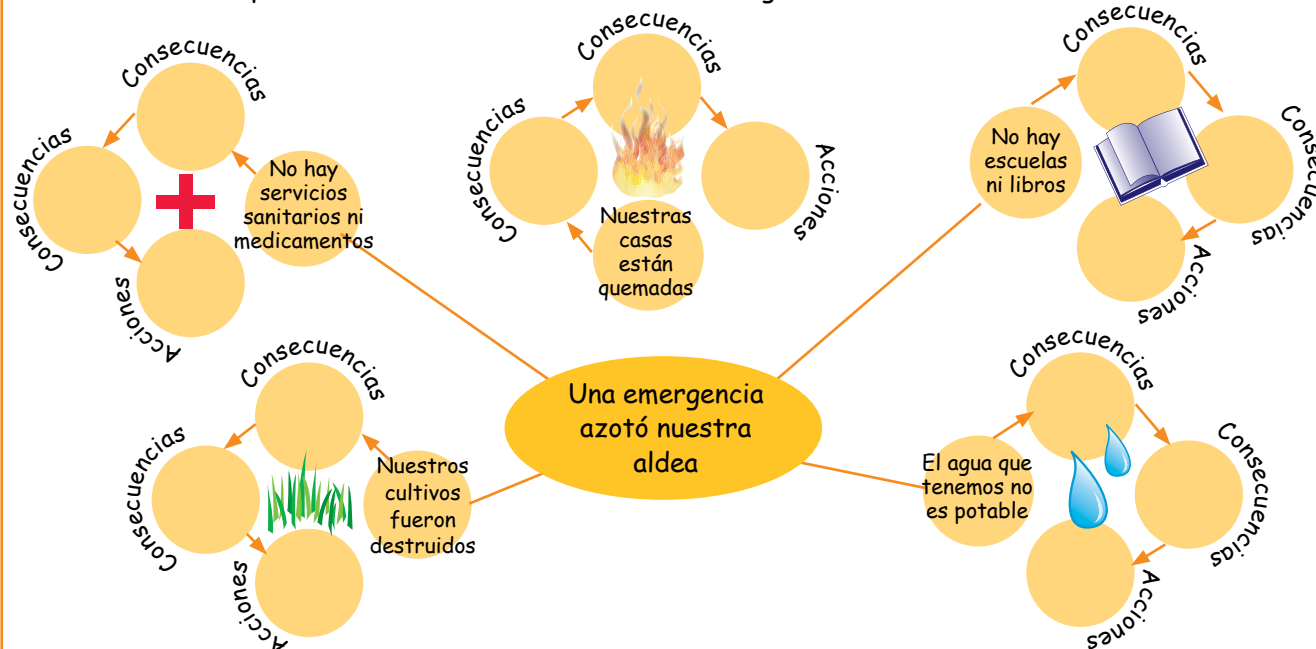 Consecuencias
Consecuencias
No hay
servicios
sanitarios ni
medicamentos
Acciones
Consecuencias
Consecuencias
Acciones
Nuestras
casas
están
quemadas
Consecuencias
Consecuencias
No hay
escuelas
ni libros
Acciones
Una emergencia
azotó nuestra
aldea
Consecuencias
Consecuencias
Nuestros
cultivos
fueron
destruidos
Acciones
Consecuencias
Consecuencias
El agua que
tenemos no
es potable
Acciones